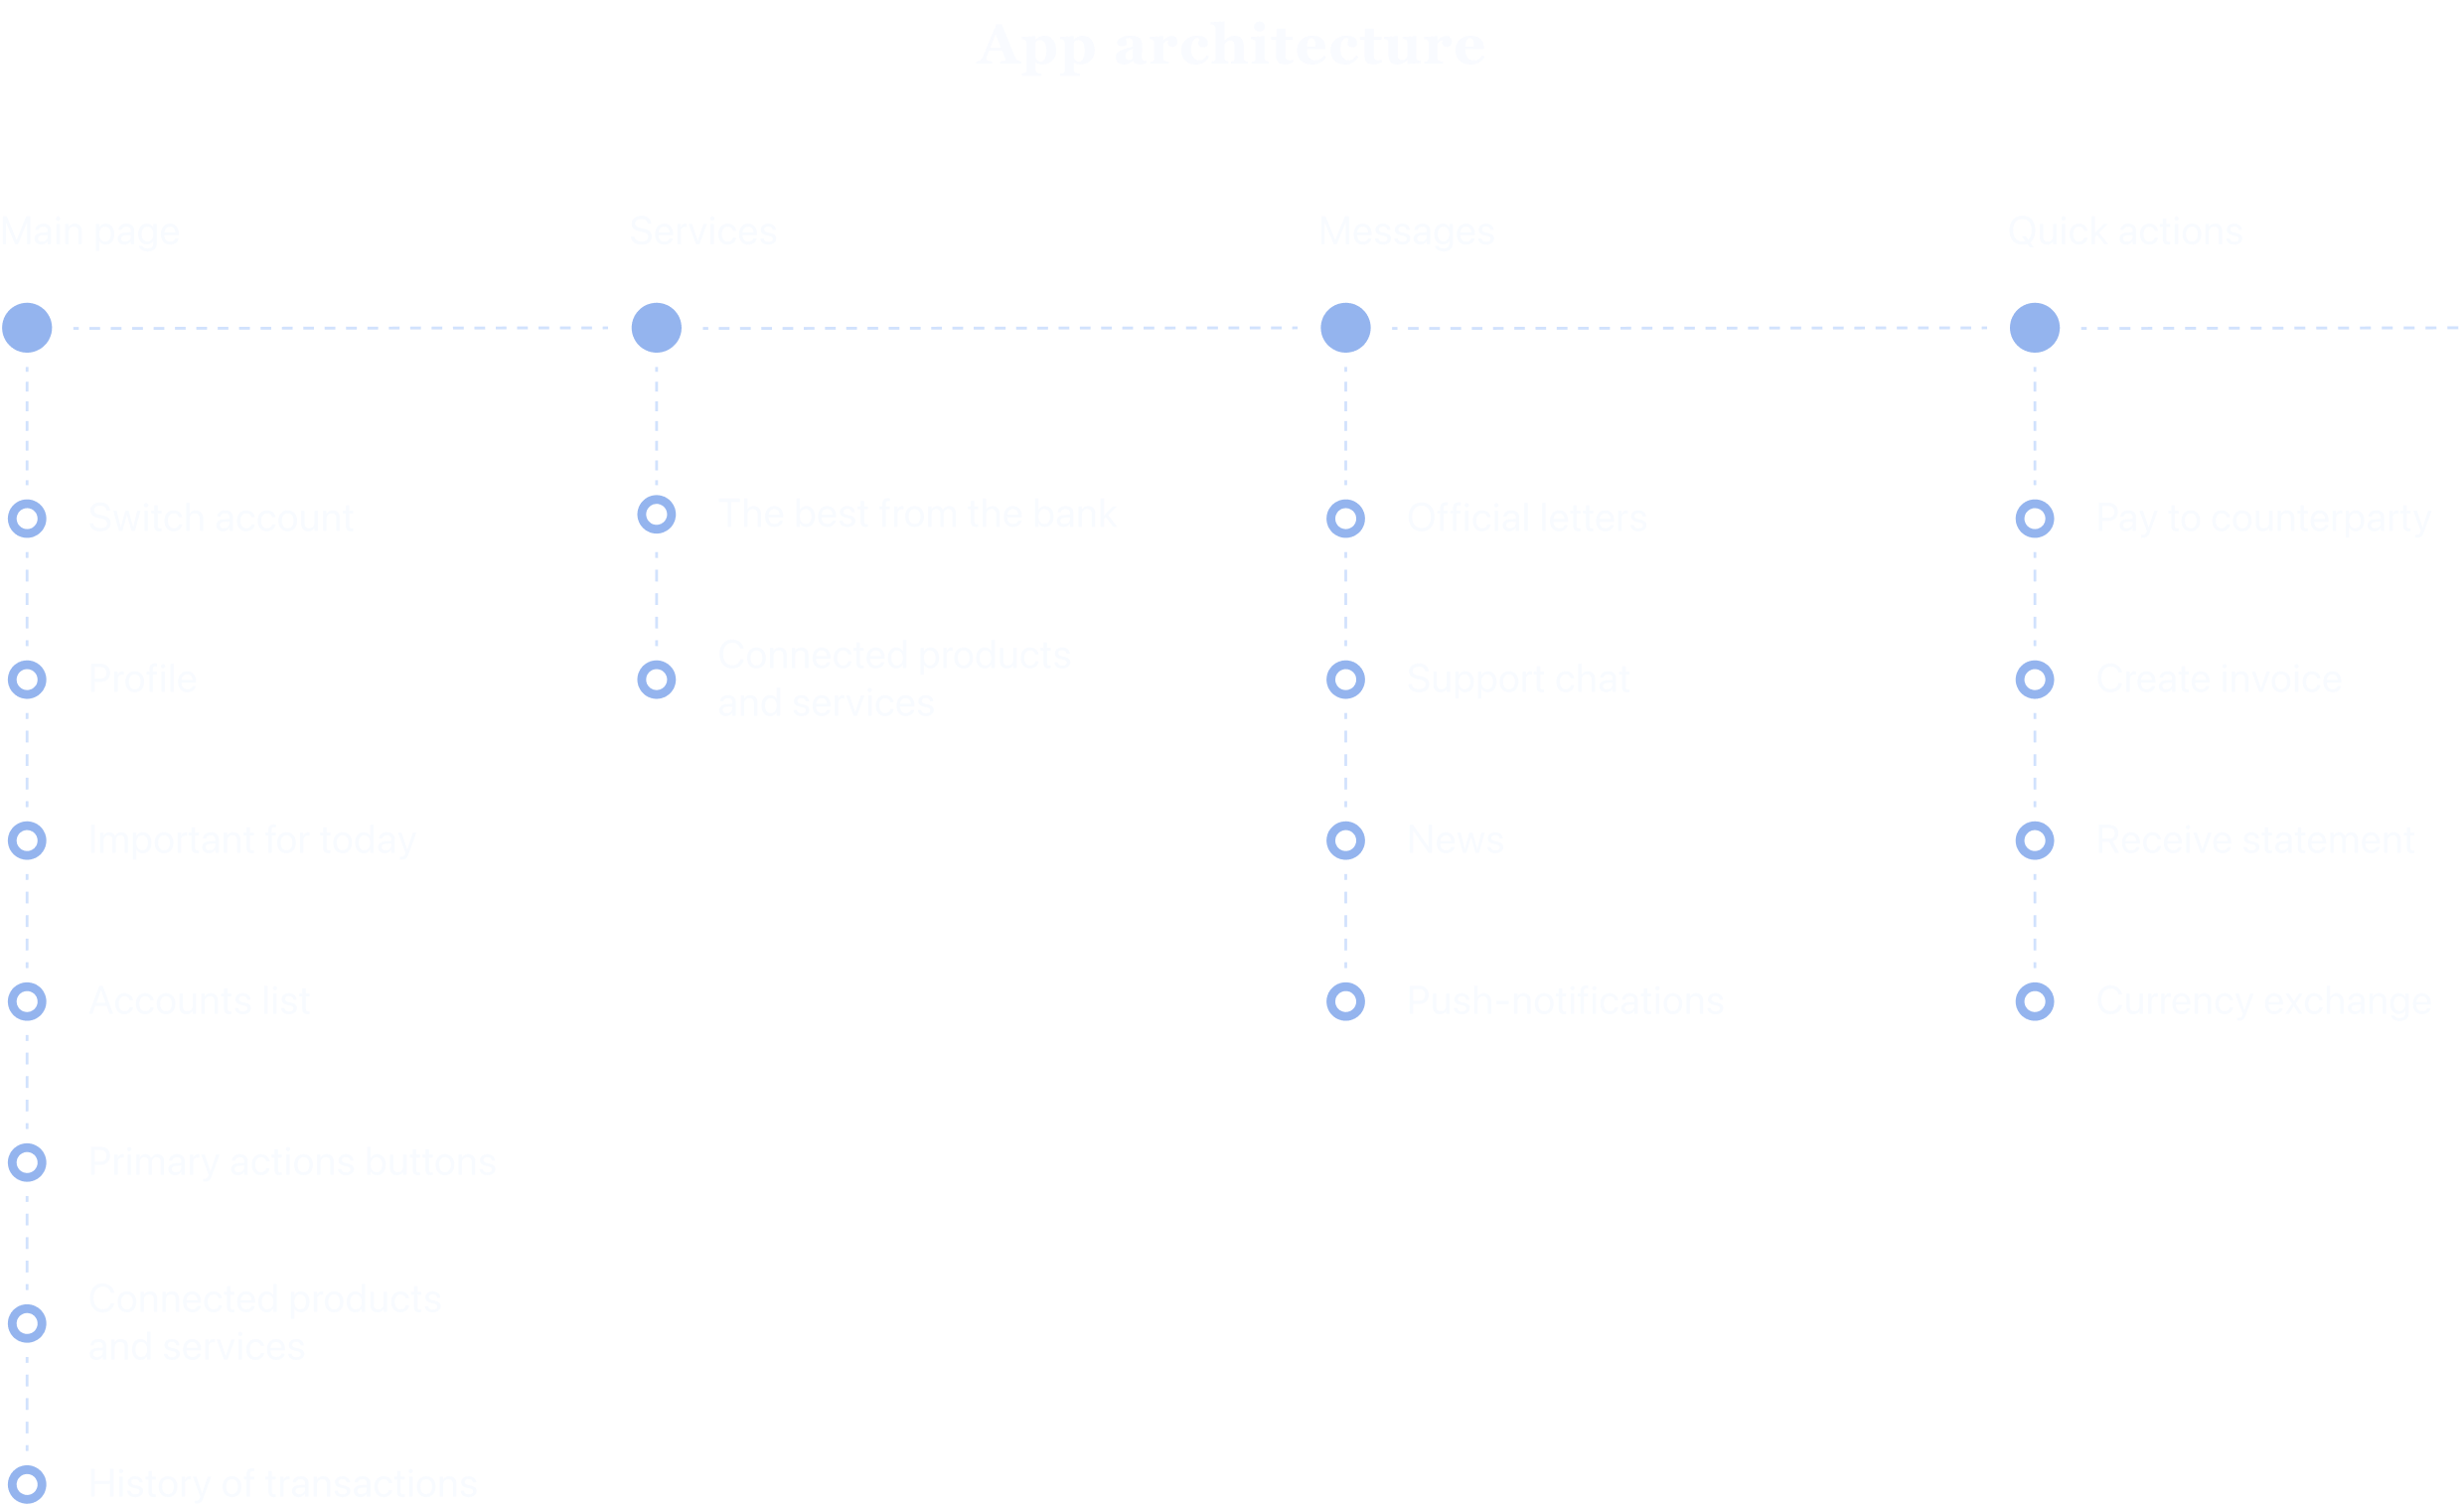 App architecture
Main page
Services
Messages
Quick actions
Switch account
Profile
Important for today
Accounts list
Primary actions buttons
Connected products
and services
History of transactions
The best from the bank
Connected products
and services
Official letters
Support chat
News
Push-notifications
Pay to counterparty
Create invoice
Receive statement
Currency exchange